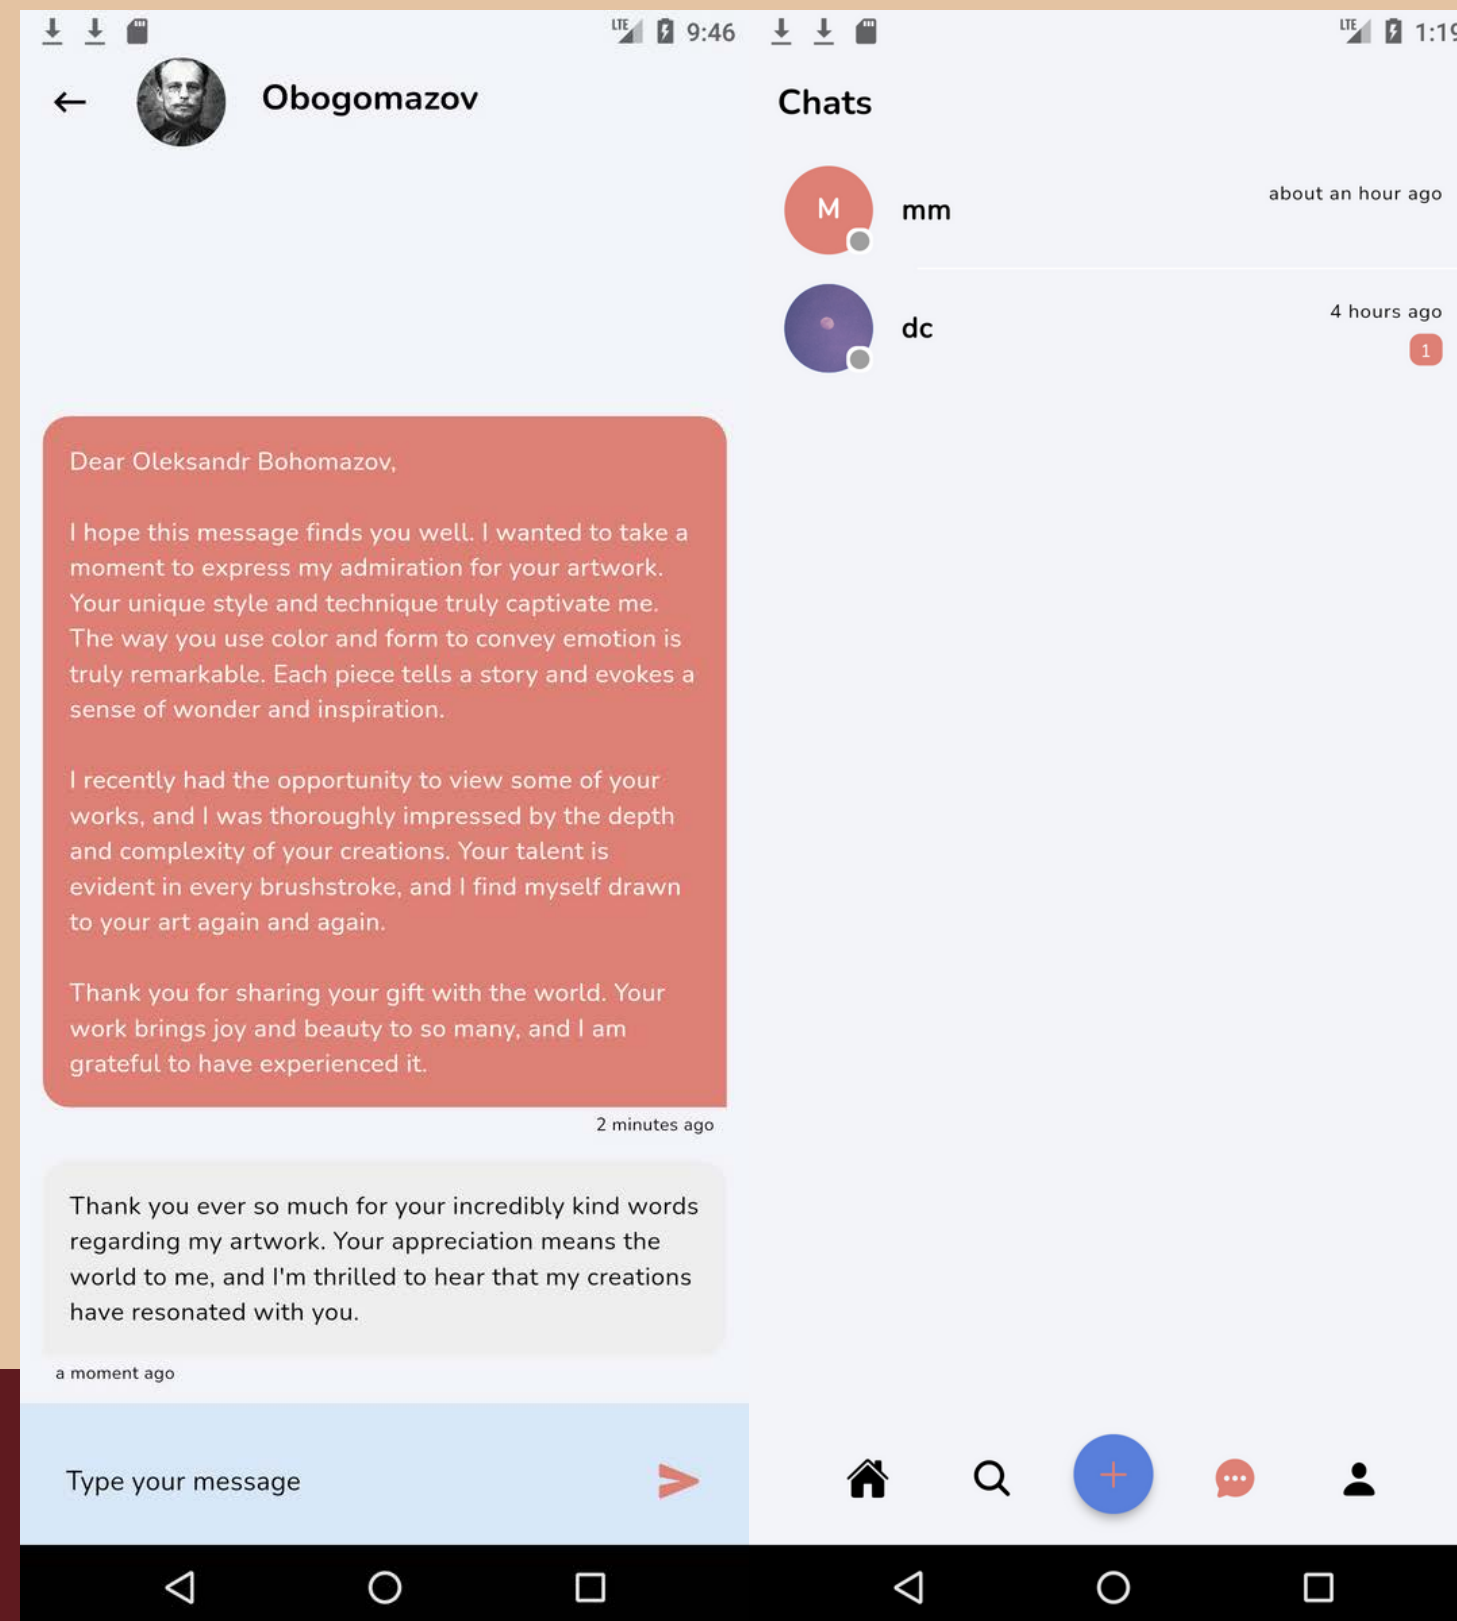 LTE 9:46
Obogomazov
Dear Oleksandr Bohomazov,
I hope this message finds you well. I wanted to take a
moment to express my admiration for your artwork.
Your unique style and technique truly captivate me.
The way you use color and form to convey emotion is
truly remarkable. Each piece tells a story and evokes a
sense of wonder and inspiration.
I recently had the opportunity to view some of your
works, and I was thoroughly impressed by the depth
and complexity of your creations. Your talent is
evident in every brushstroke, and I find myself drawn
to your art again and again.
Thank you for sharing your gift with the world. Your
work brings joy and beauty to so many, and I am
grateful to have experienced it.
2 minutes ago
Thank you ever so much for your incredibly kind words
regarding my artwork. Your appreciation means the
world to me, and I'm thrilled to hear that my creations
have resonated with you.
a moment ago
Type your message
LTE 1:19
Chats
M
mm
about an hour ago
dc
4 hours ago
1